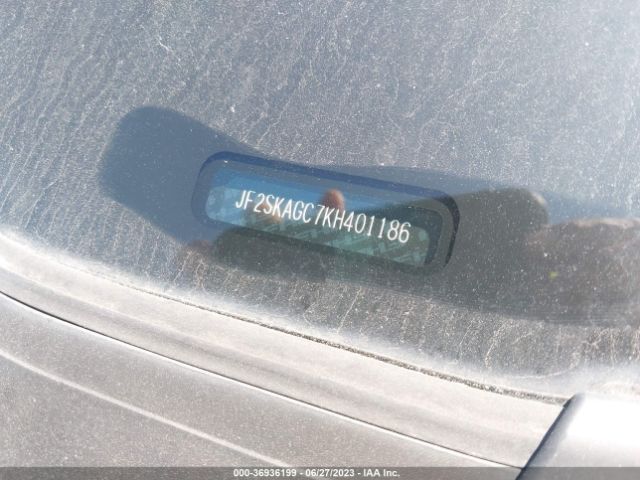 JF2SKAGC7KH401186
000-36936199 - 06/27/2023 - IAA Inc.